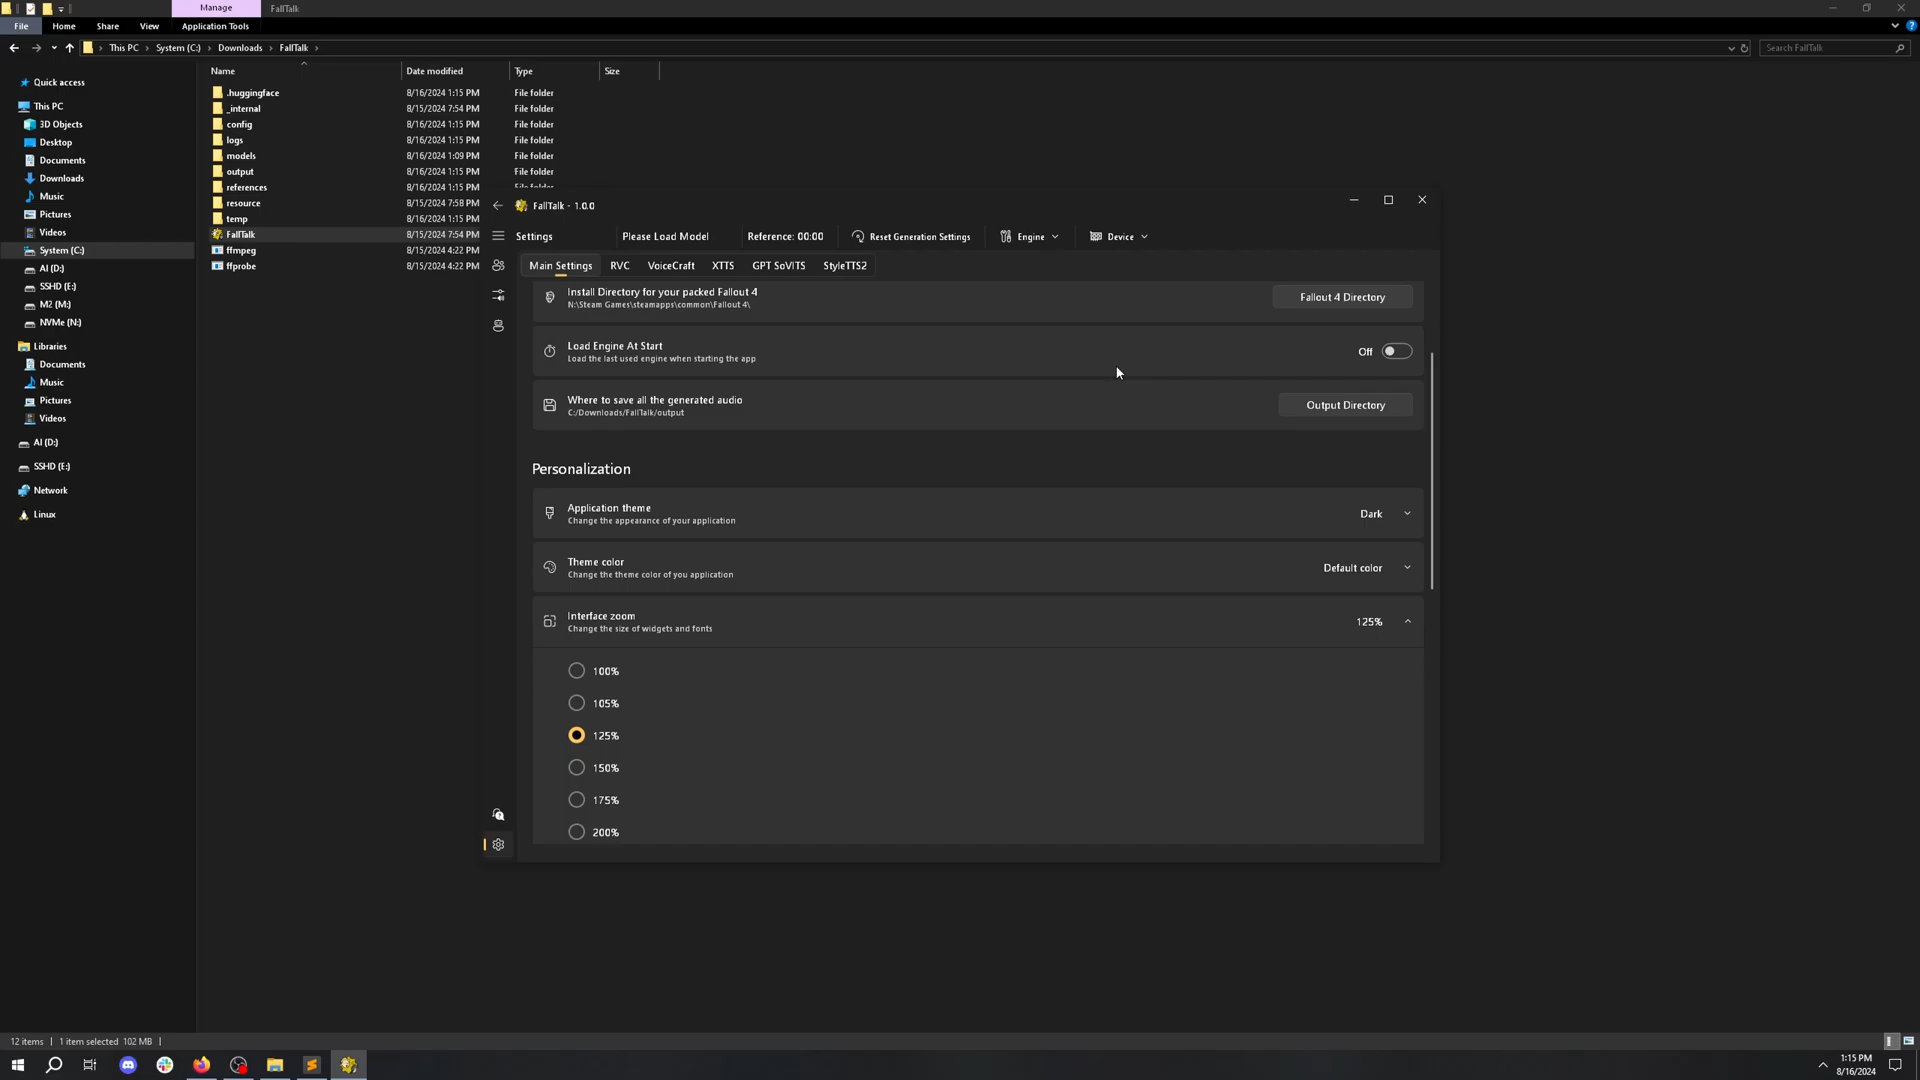 Manage
FallTalk
File
Home
Share
View
Application Tools
This PC
System (C:)
Downloads
FallTalk
Search FallTalk
Name
Date modified
Type
Size
Quick access
This PC
3D Objects
Desktop
Documents
Downloads
Music
Pictures
Videos
System (C:)
AI (D:)
SSHD (E:)
M2 (M:)
NVMe (N:)
Libraries
Documents
Music
Pictures
Videos
AI (D:)
SSHD (E:)
Network
Linux
.huggingface 8/16/2024 1:15 PM File folder
_internal 8/15/2024 7:54 PM File folder
config 8/16/2024 1:15 PM File folder
logs 8/16/2024 1:15 PM File folder
models 8/16/2024 1:09 PM File folder
output 8/16/2024 1:15 PM File folder
references 8/16/2024 1:15 PM File folder
resource 8/15/2024 7:58 PM
temp 8/16/2024 1:15 PM
FallTalk 8/15/2024 7:54 PM
ffmpeg 8/15/2024 4:22 PM
ffprobe 8/15/2024 4:22 PM
FallTalk - 1.0.0
Settings
Please Load Model
Reference: 00:00
Reset Generation Settings
Engine
Device
Main Settings
RVC
VoiceCraft
XTTS
GPT SoVITS
StyleTTS2
Install Directory for your packed Fallout 4
N:\Steam Games\steamapps\common\Fallout 4\
Fallout 4 Directory
Load Engine At Start
Load the last used engine when starting the app
Off
Where to save all the generated audio
C:/Downloads/FallTalk/output
Output Directory
Personalization
Application theme
Change the appearance of your application
Dark
Theme color
Change the theme color of you application
Default color
Interface zoom
Change the size of widgets and fonts
125%
100%
105%
125%
150%
175%
200%
12 items
1 item selected 102 MB
1:15 PM
8/16/2024